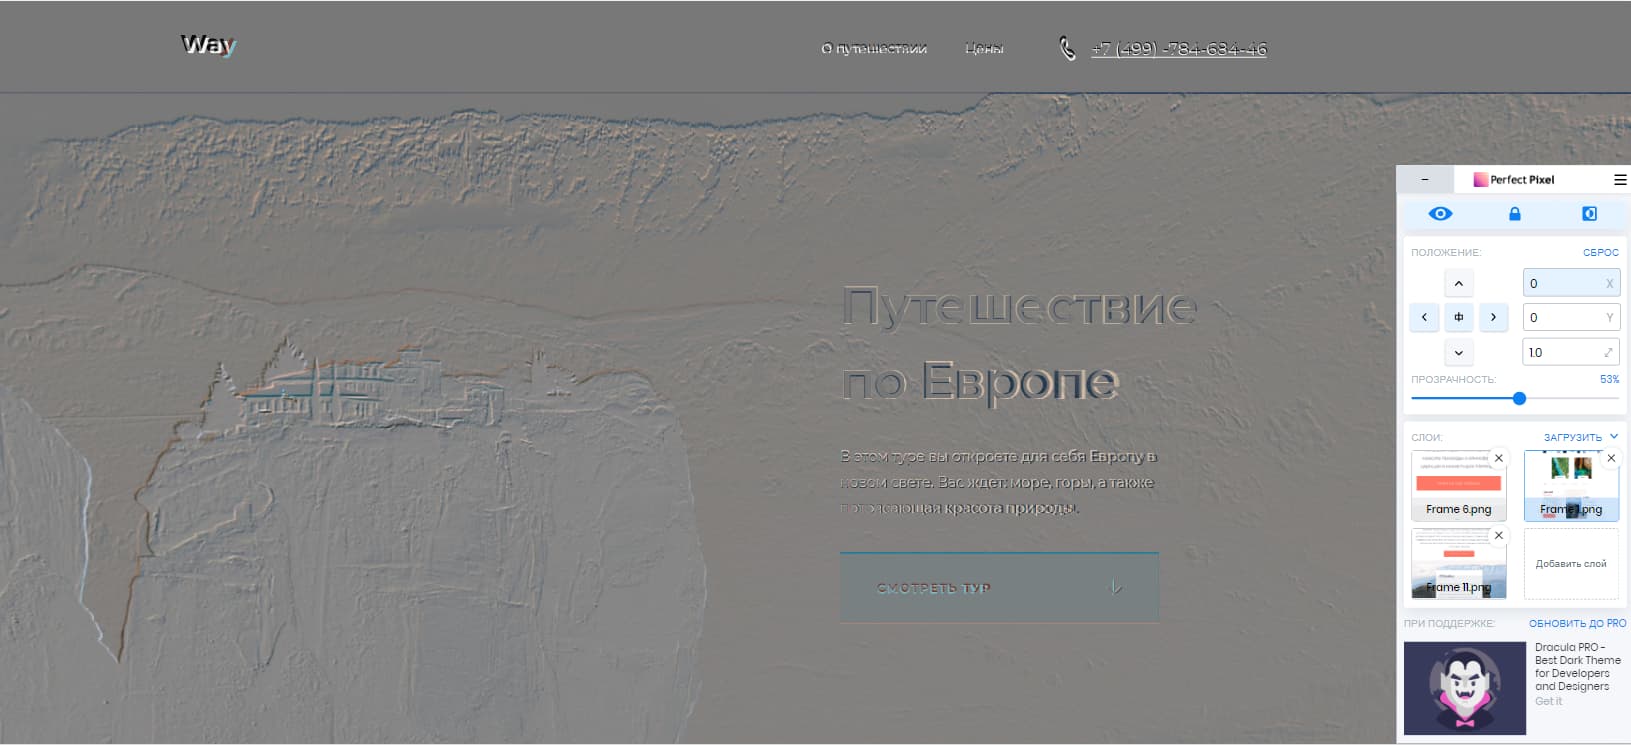 Way
О путешествии
Цены
+7 (499) -784-634-46
Путешествие
по Европе
В этом туре вы откроете для себя Европу в
новом свете. Вас ждет: море, горы, а также
потрясающая красота природы.
СМОТРЕТЬ ТУР
Perfect Pixel
ПОЛОЖЕНИЕ:
СБРОС
0 X
0 Y
1.0
ПРОЗРАЧНОСТЬ:
53%
СЛОИ:
ЗАГРУЗИТЬ
Frame 6.png
Frame 1.png
Frame 11.png
Добавить слой
ПРИ ПОДДЕРЖКЕ:
ОБНОВИТЬ ДО PRO
Dracula PRO -
Best Dark Theme
for Developers
and Designers
Get it